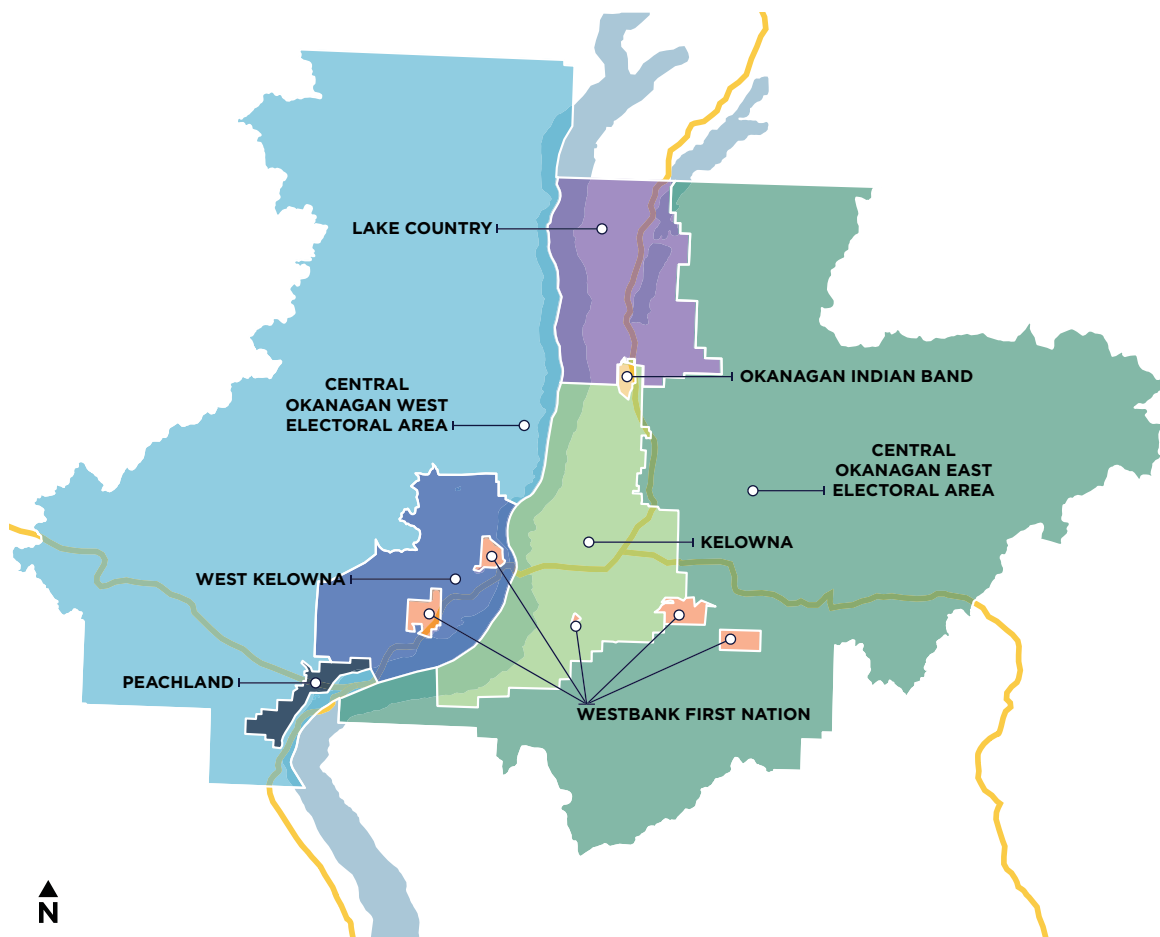 LAKE COUNTRY
OKANAGAN INDIAN BAND
CENTRAL
OKANAGAN WEST
ELECTORAL AREA
CENTRAL
OKANAGAN EAST
ELECTORAL AREA
KELOWNA
WEST KELOWNA
PEACHLAND
WESTBANK FIRST NATION
N